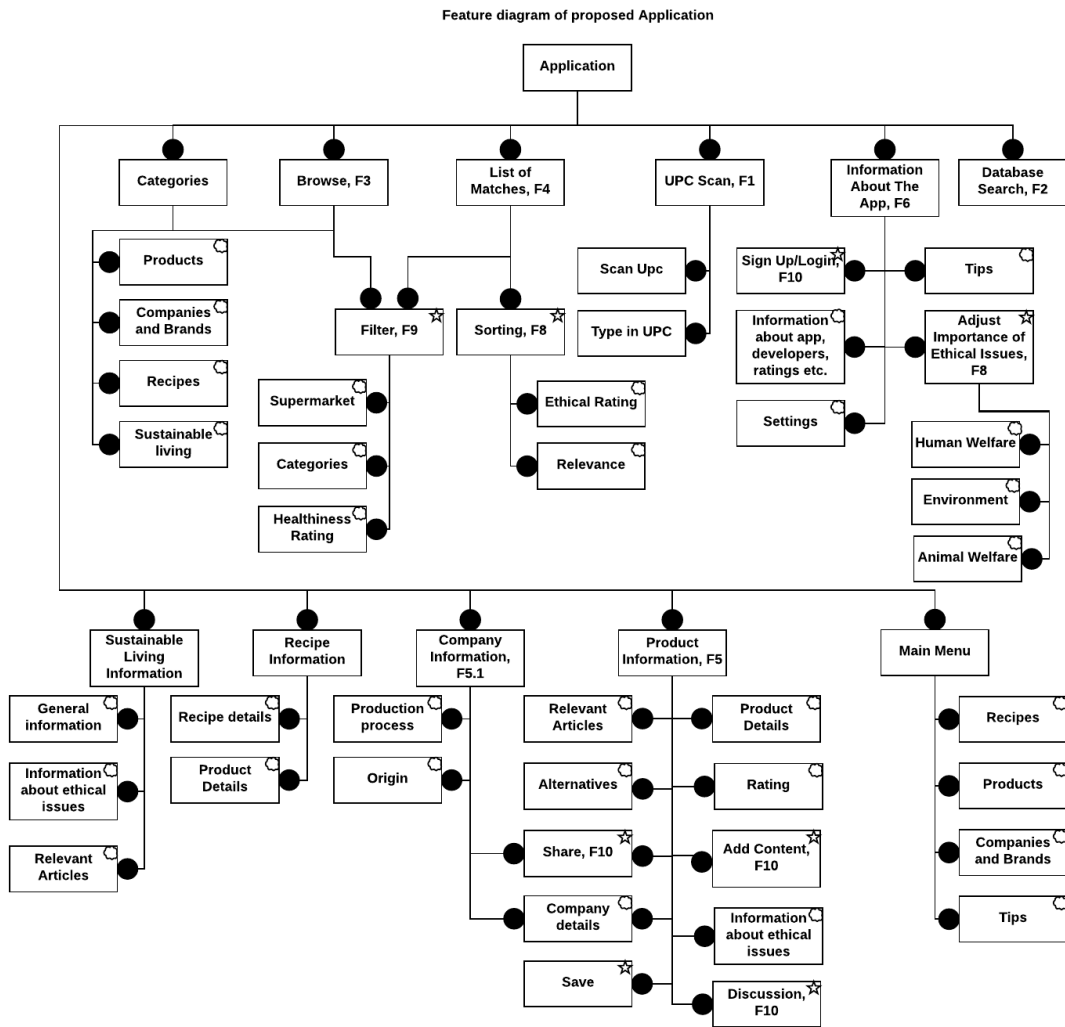 Feature diagram of proposed Application
Application
Categories
Browse, F3
List of
Matches, F4
UPC Scan, F1
Information
About The
App, F6
Database
Search, F2
Products
Companies
and Brands
Recipes
Sustainable
living
Filter, F9
Sorting, F8
Supermarket
Categories
Healthiness
Rating
Ethical Rating
Relevance
Scan Upc
Type in UPC
Sign Up/Login,
F10
Tips
Information
about app,
developers,
ratings etc.
Adjust
Importance of
Ethical Issues,
F8
Settings
Human Welfare
Environment
Animal Welfare
Sustainable
Living
Information
Recipe
Information
Company
Information,
F5.1
Product
Information, F5
Main Menu
General
information
Information
about ethical
issues
Relevant
Articles
Recipe details
Product
Details
Production
process
Origin
Relevant
Articles
Product
Details
Alternatives
Rating
Share, F10
Add Content,
F10
Company
details
Information
about ethical
issues
Save
Discussion,
F10
Recipes
Products
Companies
and Brands
Tips